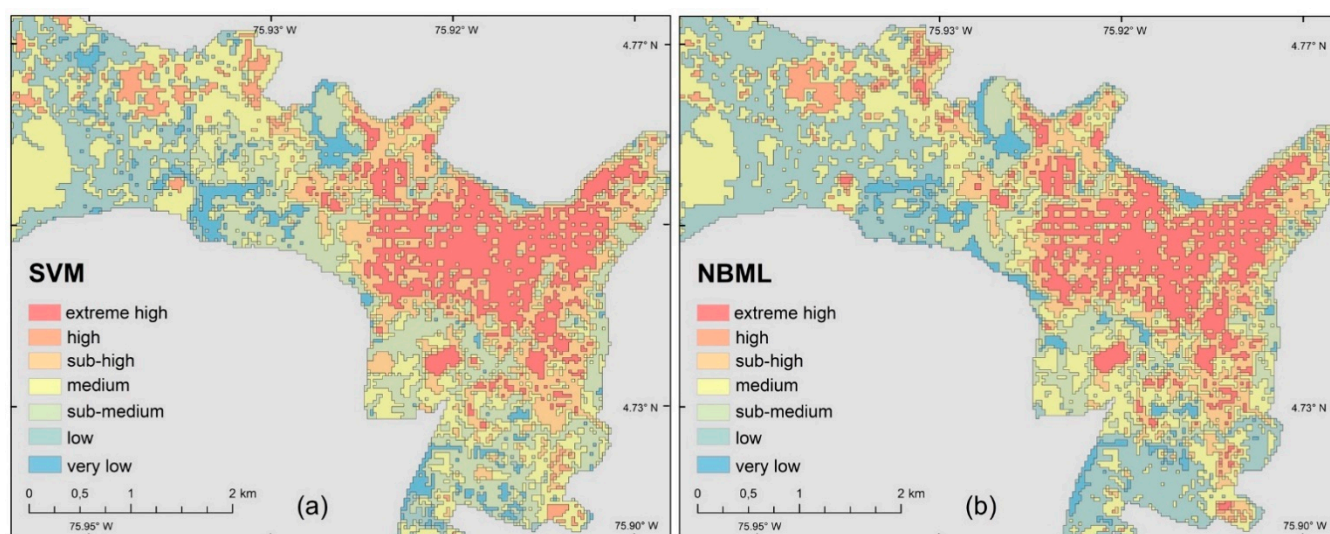 75.93° W
75.92° W
4.77° N
SVM
extreme high
high
sub-high
medium
sub-medium
low
very low
4.73° N
0 0,5 1 2 km
(a)
75.95° W
75.90° W
75.93° W
75.92° W
4.77° N
NBML
extreme high
high
sub-high
medium
sub-medium
low
very low
4.73° N
0 0,5 1 2 km
(b)
75.95° W
75.90° W